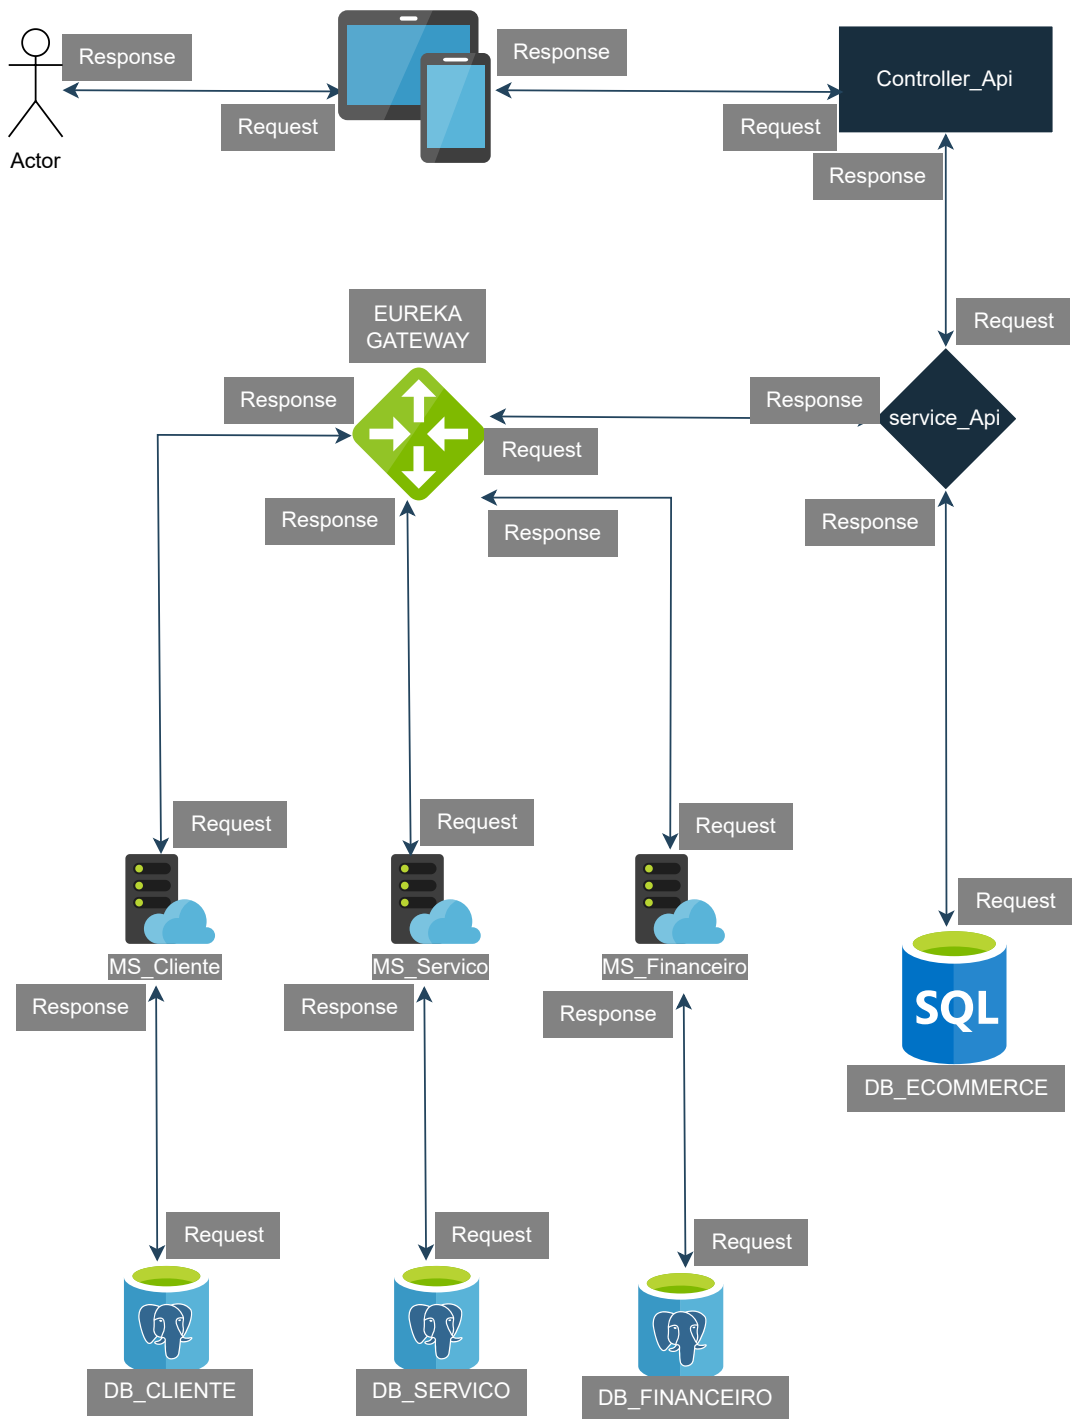 Response
Response
Controller_Api
Request
Request
Actor
Response
EUREKA
GATEWAY
Request
Response
Response
service_Api
Request
Response
Response
Response
Request
Request
Request
Request
MS_Cliente
MS_Servico
MS_Financeiro
Response
Response
Response
SQL
DB_ECOMMERCE
Request
Request
Request
DB_CLIENTE
DB_SERVICO
DB_FINANCEIRO